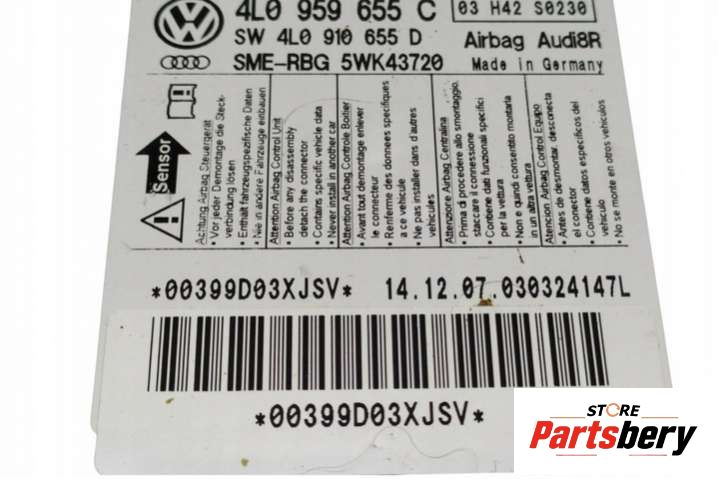 4L0 959 655 C
03 H42 S0230
SW 4L0 910 655 D
Airbag Audi8R
SME-RBG 5WK43720
Made in Germany
Sensor
Achtung Airbag Steuergerät
• Vor jeder Demontage die Steck-
verbindung lösen
• Enthält fahrzeugspezifische Daten
• Nie in andere Fahrzeuge einbauen
Attention Airbag Control Unit
• Before any disassembly
detach the connector
• Contains specific vehicle data
• Never install in another car
Attention Airbag Controle Boitier
• Avant tout demontage enlever
le connecteur
• Renferme des donnees specifiques
a ce vehicule
• Ne pas installer dans d'autres
vehicules
Attenzione Airbag Centralina
• Prima di procedere allo smontaggio,
staccare il connessione
• Contiene dati funzionali specifici
per la vettura
• Non e quindi consentito montarla
in un altra vettura
Atencion Airbag Control Equipo
• Antes de desmontar, desconecta
el conector
• Contiene datos especificos del
vehiculo
• No se monte en otros vehiculos
*00399D03XJSV*
14.12.07.030324147L
*00399D03XJSV*
STORE
Partsbery